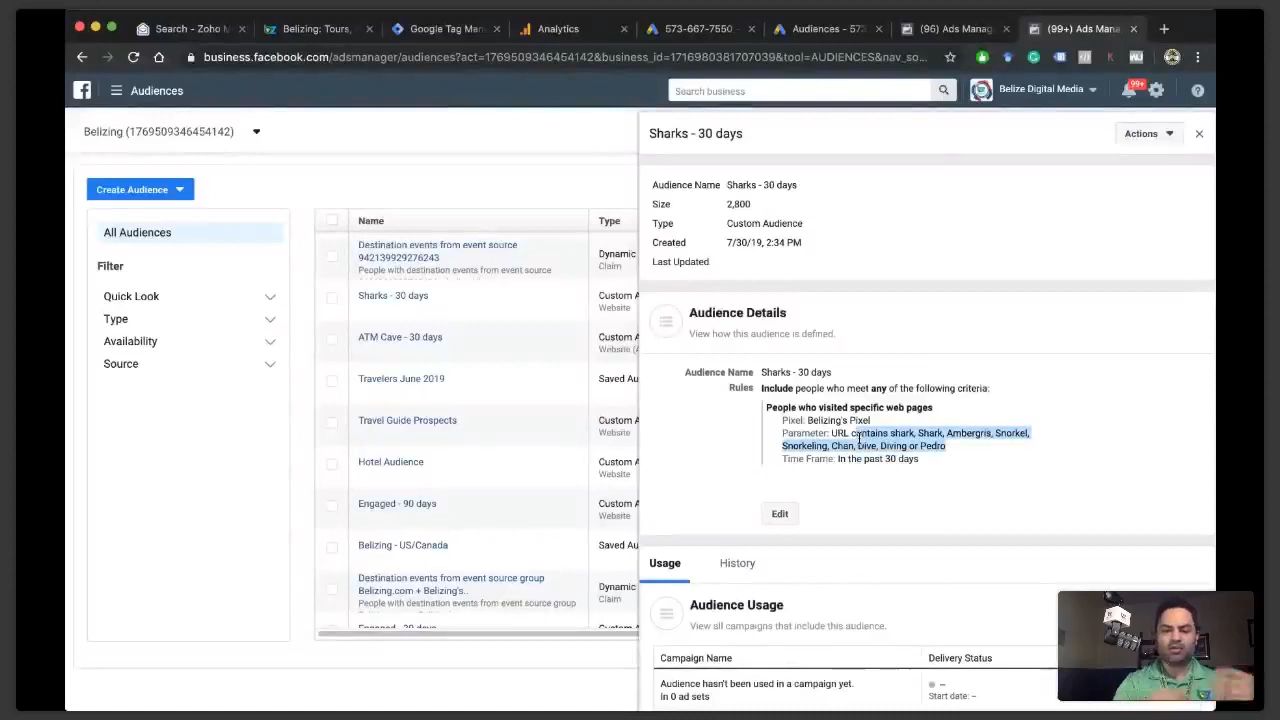 Search - Zoho M
Belizing: Tours,
Google Tag Man
Analytics
573-667-7550 -
Audiences - 573
(96) Ads Manag
(99+) Ads Mana
business.facebook.com/adsmanager/audiences?act=1769509346454142&business_id=1716980381707039&tool=AUDIENCES&nav_so...
Audiences
Search business
Belize Digital Media
99+
Belizing (1769509346454142)
Create Audience
All Audiences
Filter
Quick Look
Type
Availability
Source
Name
Type
Destination events from event source
942139929276243
People with destination events from event source
Dynamic
Claim
Sharks - 30 days
Custom A
Website
ATM Cave - 30 days
Custom A
Website (A
Travelers June 2019
Saved Au
Travel Guide Prospects
Custom A
Website
Hotel Audience
Custom A
Website
Engaged - 90 days
Custom A
Website
Belizing - US/Canada
Saved Au
Destination events from event source group
Belizing.com + Belizing's..
People with destination events from event source group
Dynamic
Claim
Engaged - 30 days
Custom A
Sharks - 30 days
Actions
Audience Name Sharks - 30 days
Size 2,800
Type Custom Audience
Created 7/30/19, 2:34 PM
Last Updated
Audience Details
View how this audience is defined.
Audience Name Sharks - 30 days
Rules Include people who meet any of the following criteria:
People who visited specific web pages
Pixel: Belizing's Pixel
Parameter: URL contains shark, Shark, Ambergris, Snorkel,
Snorkeling, Chan, Dive, Diving or Pedro
Time Frame: In the past 30 days
Edit
Usage
History
Audience Usage
View all campaigns that include this audience.
Campaign Name
Delivery Status
Audience hasn't been used in a campaign yet.
In 0 ad sets
–
Start date: –